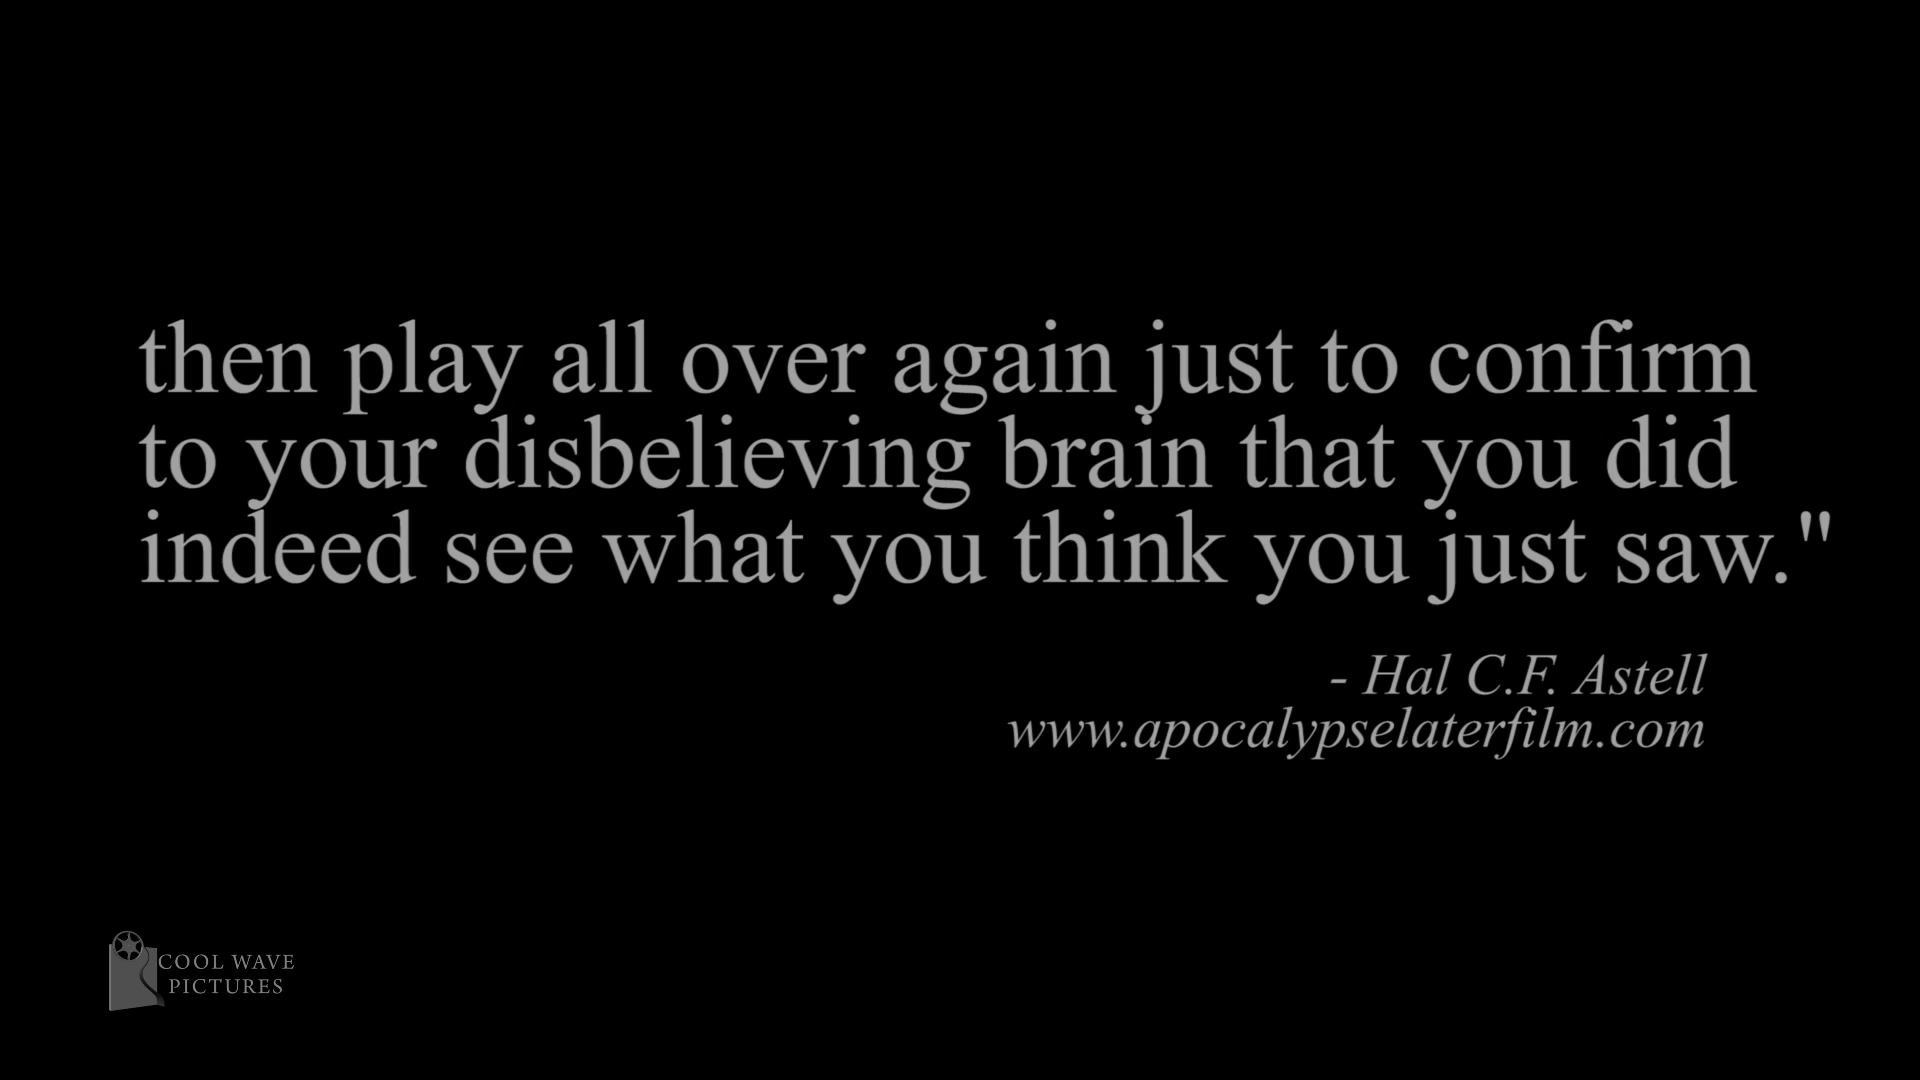 then play all over again just to confirm
to your disbelieving brain that you did
indeed see what you think you just saw."
- Hal C.F. Astell
www.apocalypselaterfilm.com
COOL WAVE
PICTURES